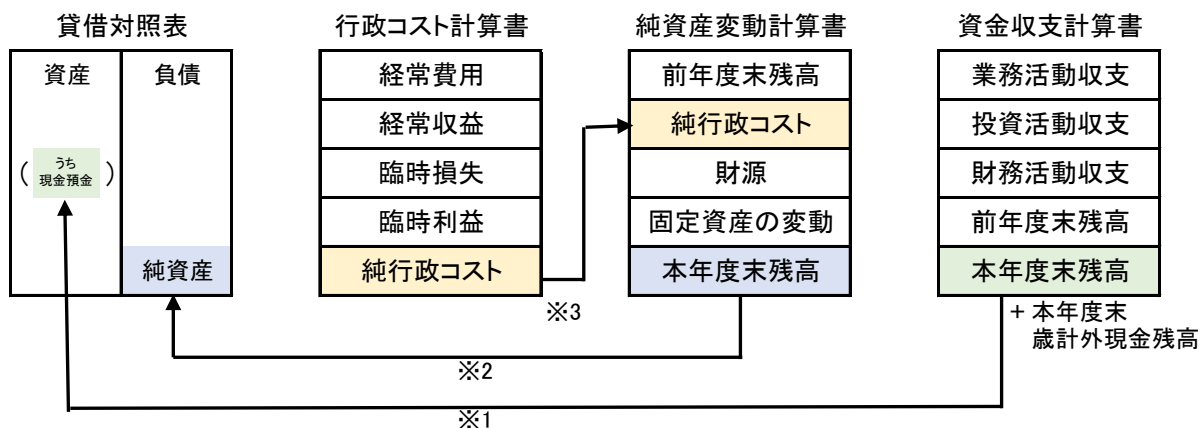 貸借対照表
資産
負債
(うち
現金預金)
純資産
行政コスト計算書
経常費用
経常収益
臨時損失
臨時利益
純行政コスト
純資産変動計算書
前年度末残高
純行政コスト
財源
固定資産の変動
本年度末残高
資金収支計算書
業務活動収支
投資活動収支
財務活動収支
前年度末残高
本年度末残高
+ 本年度末
歳計外現金残高
※3
※2
※1